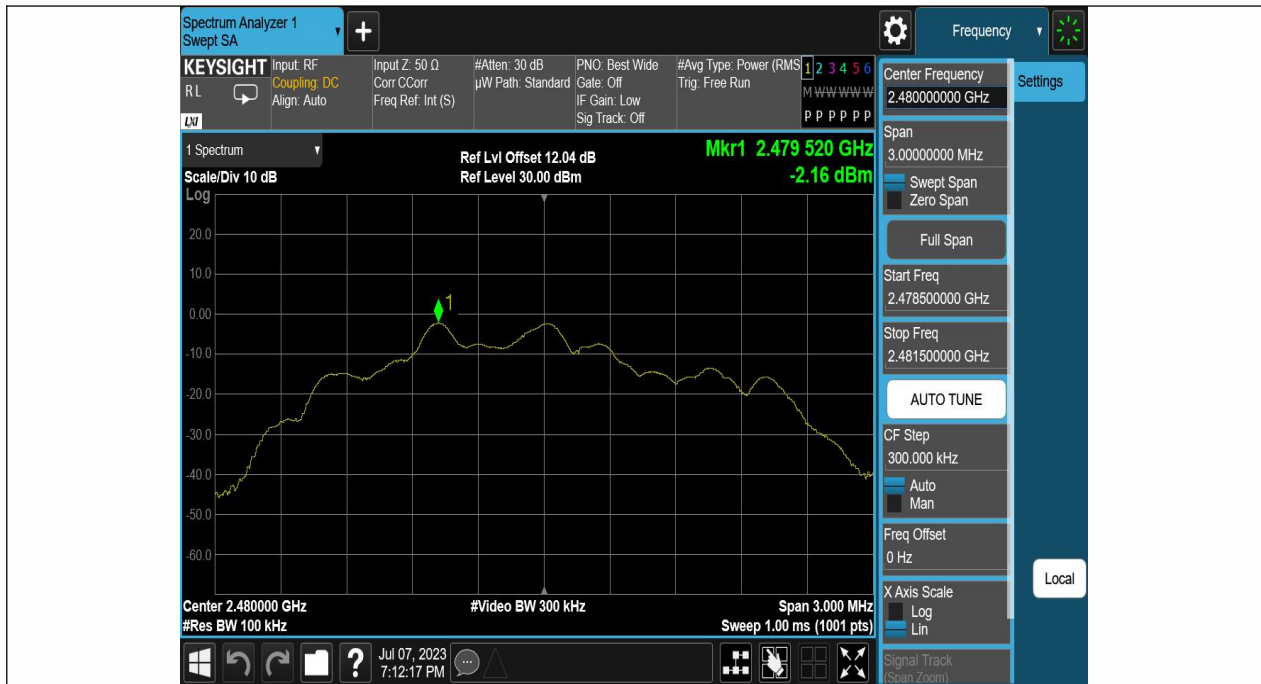 Spectrum Analyzer 1
Swept SA
+
Frequency
KEYSIGHT
R L
LXI
Input: RF
Coupling: DC
Align: Auto
Input Z: 50 Ω
Corr CCorr
Freq Ref: Int (S)
#Atten: 30 dB
µW Path: Standard
PNO: Best Wide
Gate: Off
IF Gain: Low
Sig Track: Off
#Avg Type: Power (RMS
Trig: Free Run
1 2 3 4 5 6
M W W W W W
P P P P P P
1 Spectrum
Scale/Div 10 dB
Log
Ref Lvl Offset 12.04 dB
Ref Level 30.00 dBm
Mkr1 2.479 520 GHz
-2.16 dBm
20.0
10.0
0.00
-10.0
-20.0
-30.0
-40.0
-50.0
-60.0
1
Center 2.480000 GHz
#Res BW 100 kHz
#Video BW 300 kHz
Span 3.000 MHz
Sweep 1.00 ms (1001 pts)
?
Jul 07, 2023
7:12:17 PM
Center Frequency
2.480000000 GHz
Settings
Span
3.00000000 MHz
Swept Span
Zero Span
Full Span
Start Freq
2.478500000 GHz
Stop Freq
2.481500000 GHz
AUTO TUNE
CF Step
300.000 kHz
Auto
Man
Freq Offset
0 Hz
X Axis Scale
Log
Lin
Local
Signal Track
(Span Zoom)